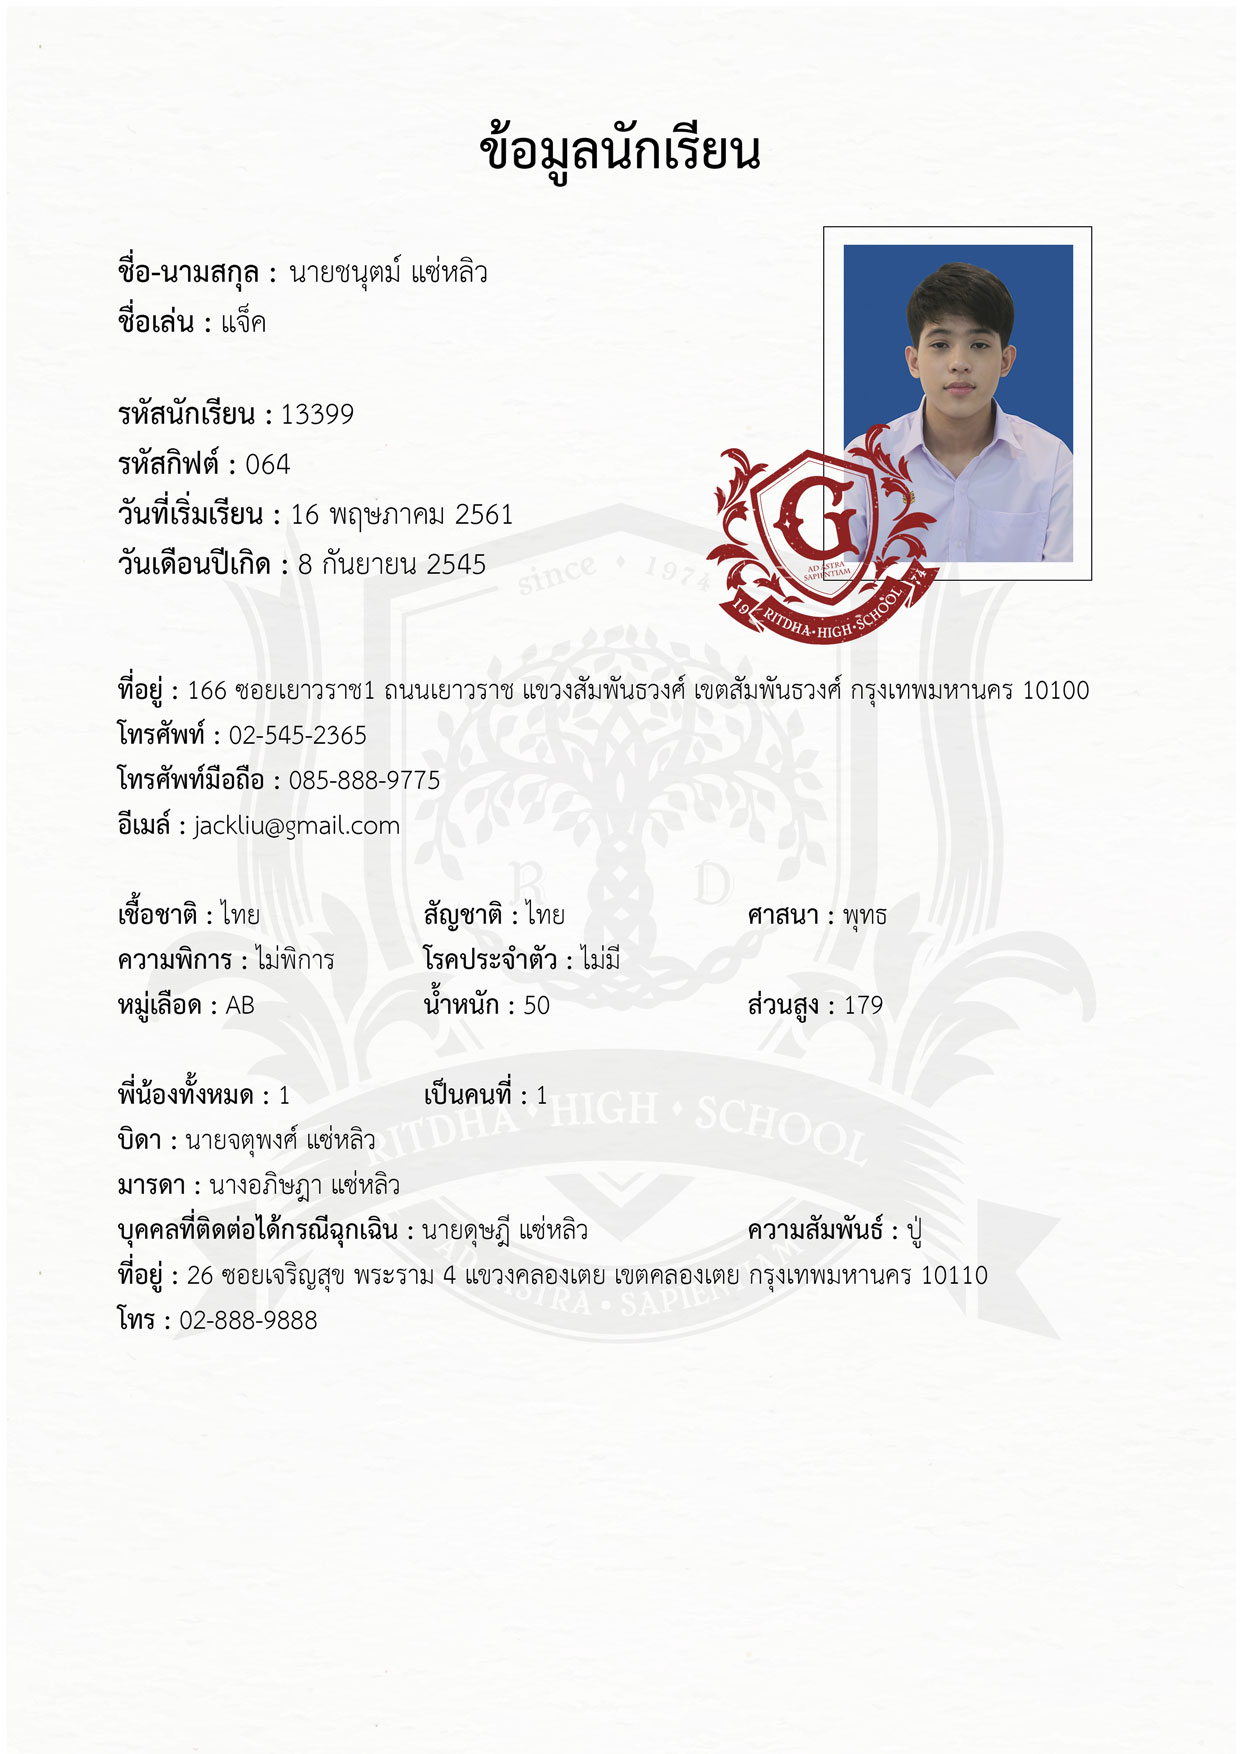 ข้อมูลนักเรียน
ชื่อ-นามสกุล : นายชนุตม์ แซ่หลิว
ชื่อเล่น : แจ็ค
รหัสนักเรียน : 13399
รหัสกิฟต์ : 064
วันที่เริ่มเรียน : 16 พฤษภาคม 2561
วันเดือนปีเกิด : 8 กันยายน 2545
G
AD ASTRA
SAPIENTIAM
19 74
RITDHA·HIGH·SCHOOL
since · 1974
ที่อยู่ : 166 ซอยเยาวราช1 ถนนเยาวราช แขวงสัมพันธวงศ์ เขตสัมพันธวงศ์ กรุงเทพมหานคร 10100
โทรศัพท์ : 02-545-2365
โทรศัพท์มือถือ : 085-888-9775
อีเมล์ : jackliu@gmail.com
R D
เชื้อชาติ : ไทย สัญชาติ : ไทย ศาสนา : พุทธ
ความพิการ : ไม่พิการ โรคประจำตัว : ไม่มี
หมู่เลือด : AB น้ำหนัก : 50 ส่วนสูง : 179
พี่น้องทั้งหมด : 1 เป็นคนที่ : 1
RITDHA · HIGH · SCHOOL
บิดา : นายจตุพงศ์ แซ่หลิว
มารดา : นางอภิษฎา แซ่หลิว
บุคคลที่ติดต่อได้กรณีฉุกเฉิน : นายดุษฎี แซ่หลิว ความสัมพันธ์ : ปู่
ที่อยู่ : 26 ซอยเจริญสุข พระราม 4 แขวงคลองเตย เขตคลองเตย กรุงเทพมหานคร 10110
AD ASTRA · SAPIENTIAM
โทร : 02-888-9888